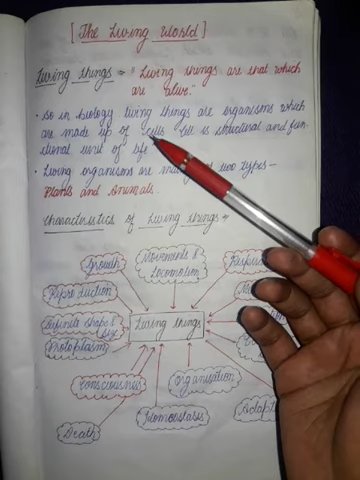 [ The Living World ]
Living things = "Living things are that which
are alive."
• So in biology living things are organisms which
are made up of cells cell is structural and fun-
ctional unit of life
• Living organisms are mainly of two types -
Plants and Animals.
Characteristics of Living things =
Growth
Movements &
Locomotion
Reproduction
Definite shape &
size
Protoplasm
Living things
Consciousness
Organisation
Homeostasis
Death